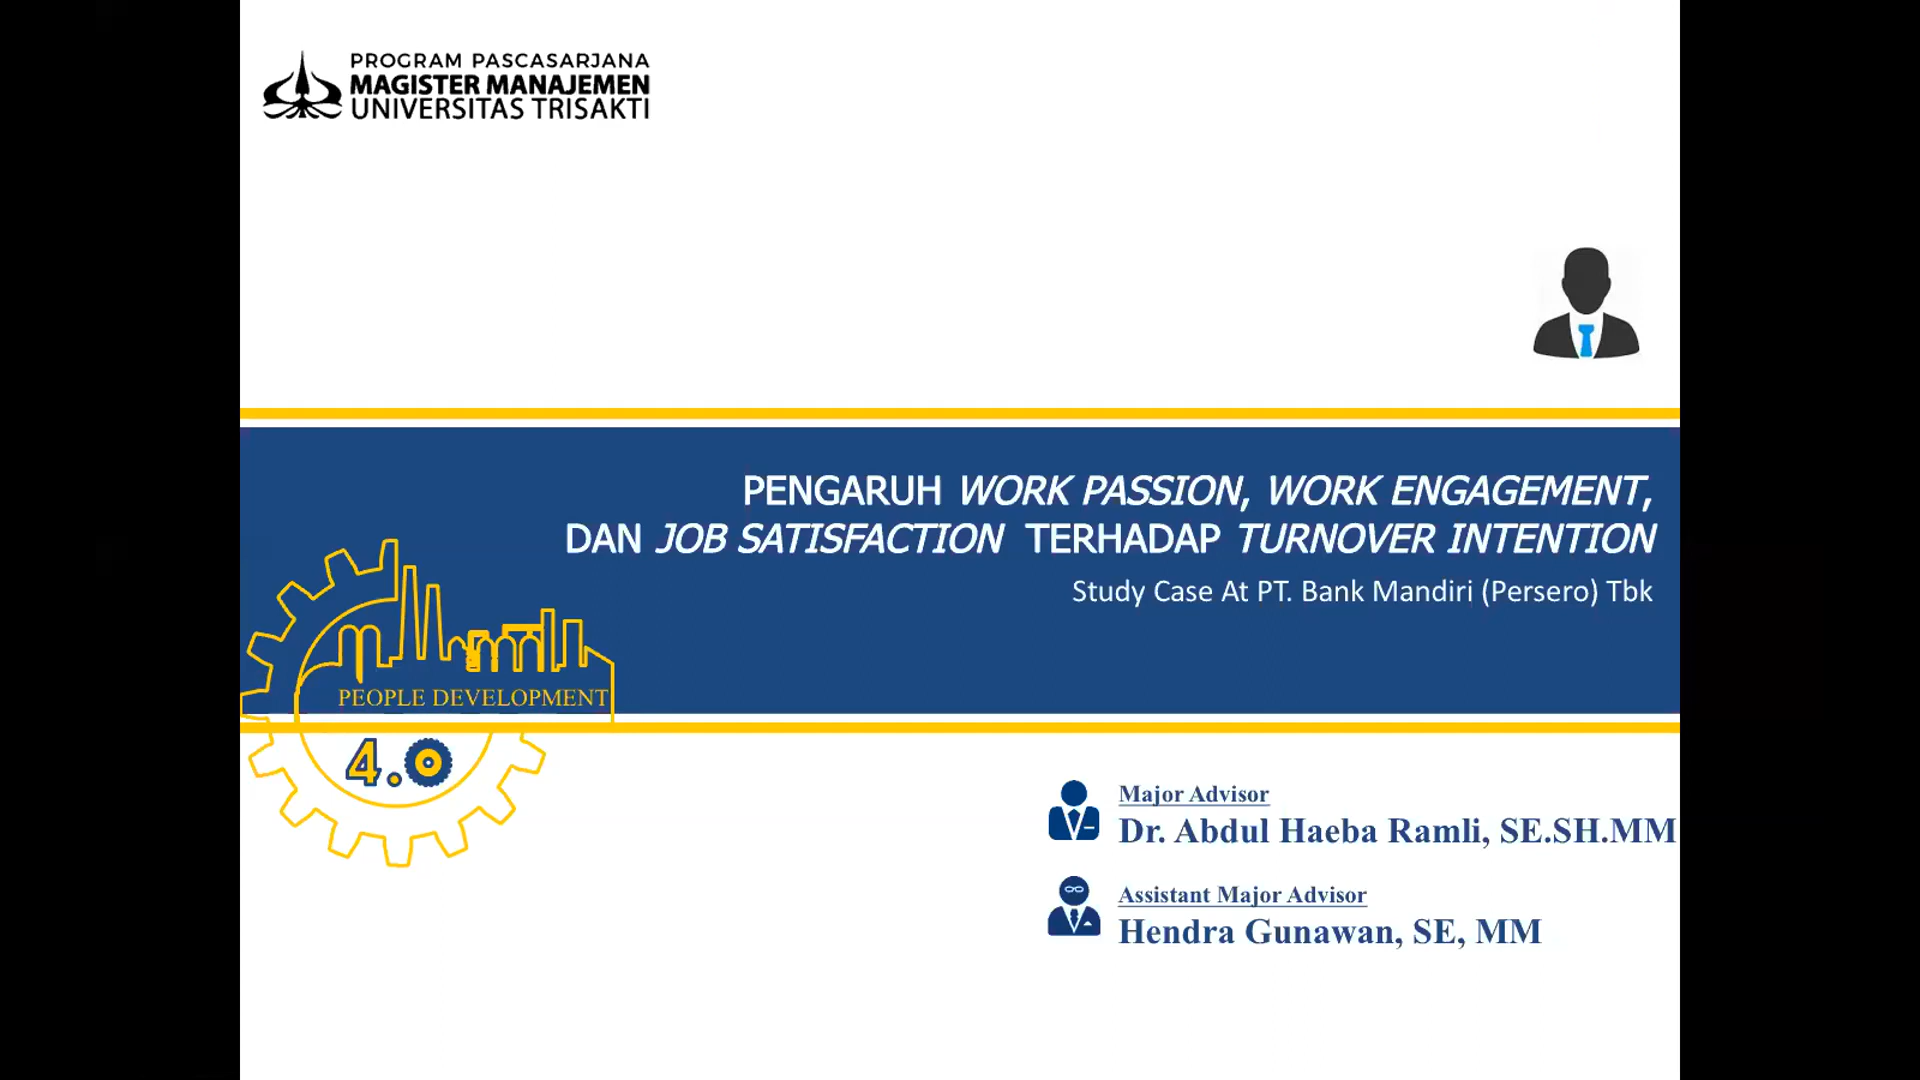 PROGRAM PASCASARJANA
MAGISTER MANAJEMEN
UNIVERSITAS TRISAKTI
PENGARUH WORK PASSION, WORK ENGAGEMENT,
DAN JOB SATISFACTION TERHADAP TURNOVER INTENTION
Study Case At PT. Bank Mandiri (Persero) Tbk
PEOPLE DEVELOPMENT
4.0
Major Advisor
Dr. Abdul Haeba Ramli, SE.SH.MM
Assistant Major Advisor
Hendra Gunawan, SE, MM